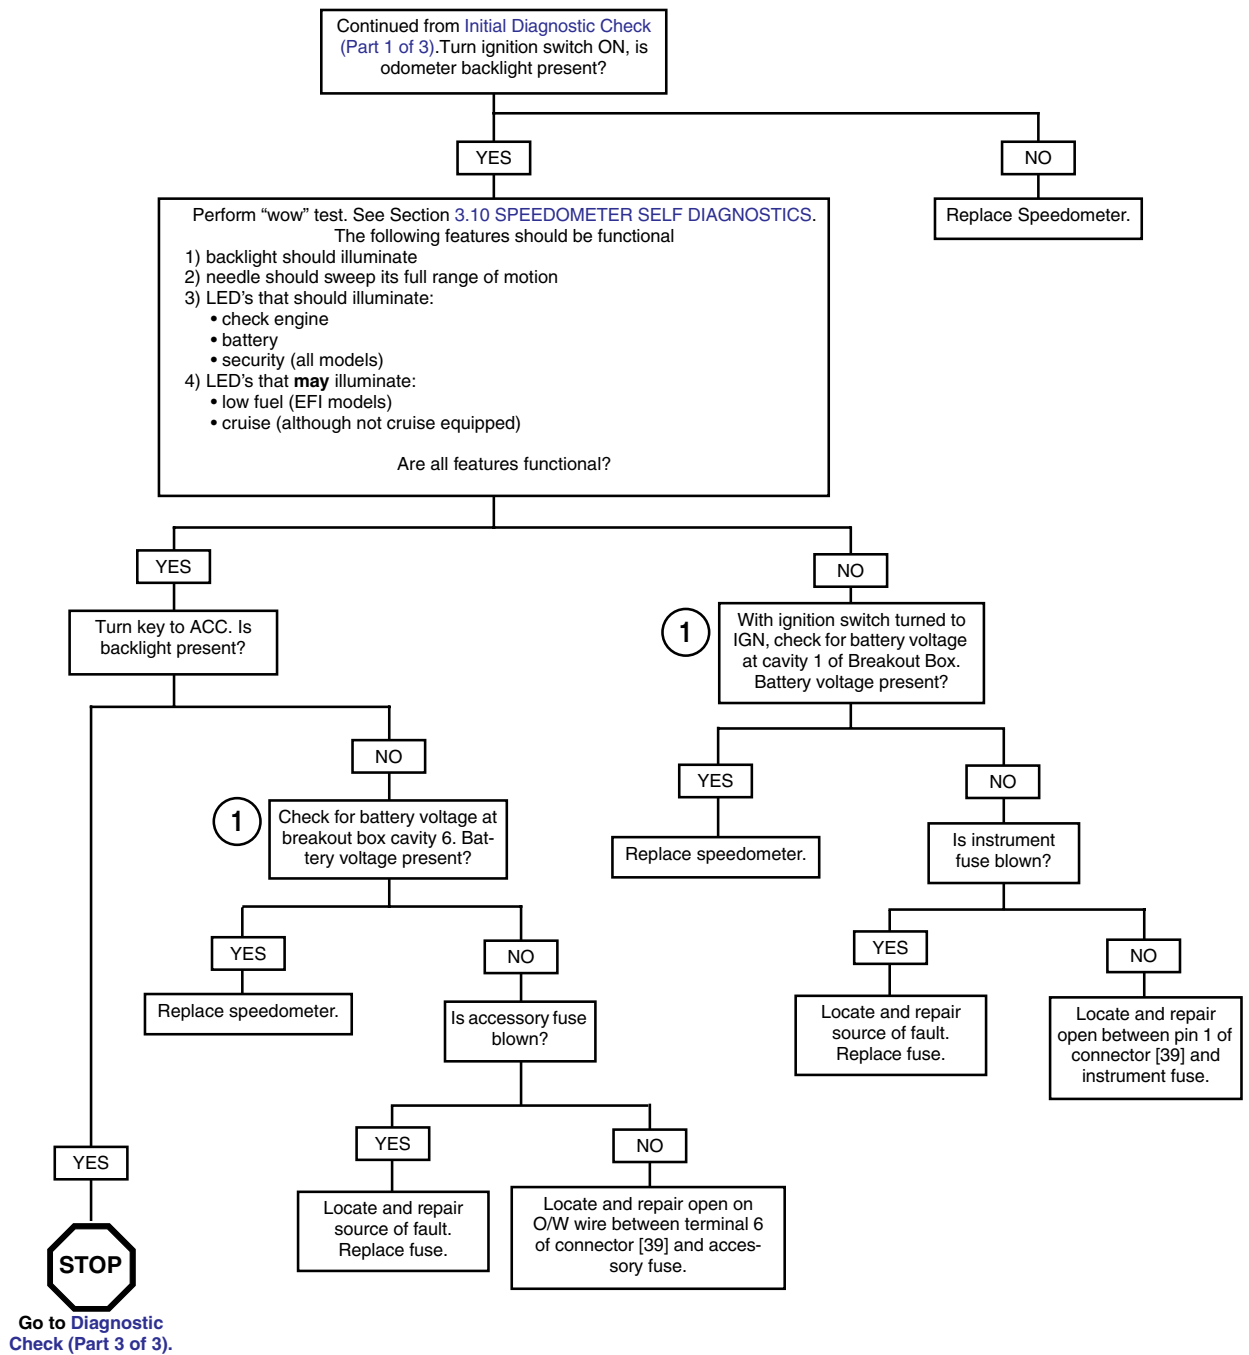 Continued from Initial Diagnostic Check
(Part 1 of 3).Turn ignition switch ON, is
odometer backlight present?
YES
NO
Perform “wow” test. See Section 3.10 SPEEDOMETER SELF DIAGNOSTICS.
The following features should be functional
1) backlight should illuminate
2) needle should sweep its full range of motion
3) LED’s that should illuminate:
• check engine
• battery
• security (all models)
4) LED’s that may illuminate:
• low fuel (EFI models)
• cruise (although not cruise equipped)
Are all features functional?
Replace Speedometer.
YES
NO
Turn key to ACC. Is
backlight present?
1
With ignition switch turned to
IGN, check for battery voltage
at cavity 1 of Breakout Box.
Battery voltage present?
NO
YES
NO
1
Check for battery voltage at
breakout box cavity 6. Bat-
tery voltage present?
Replace speedometer.
Is instrument
fuse blown?
YES
NO
YES
NO
Replace speedometer.
Is accessory fuse
blown?
Locate and repair
source of fault.
Replace fuse.
Locate and repair
open between pin 1 of
connector [39] and
instrument fuse.
YES
YES
NO
Locate and repair
source of fault.
Replace fuse.
Locate and repair open on
O/W wire between terminal 6
of connector [39] and acces-
sory fuse.
STOP
Go to Diagnostic
Check (Part 3 of 3).